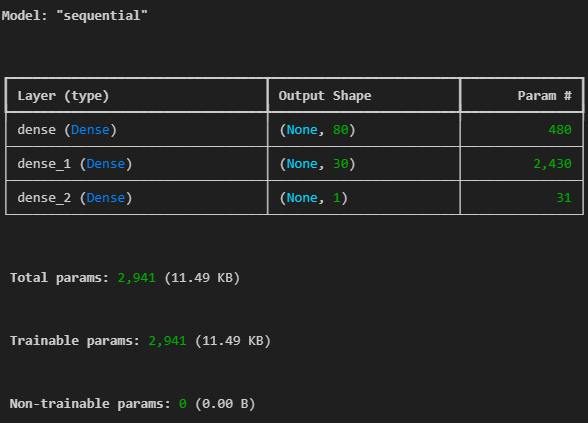 Model: "sequential"
Layer (type) Output Shape Param #
dense (Dense) (None, 80) 480
dense_1 (Dense) (None, 30) 2,430
dense_2 (Dense) (None, 1) 31
Total params: 2,941 (11.49 KB)
Trainable params: 2,941 (11.49 KB)
Non-trainable params: 0 (0.00 B)